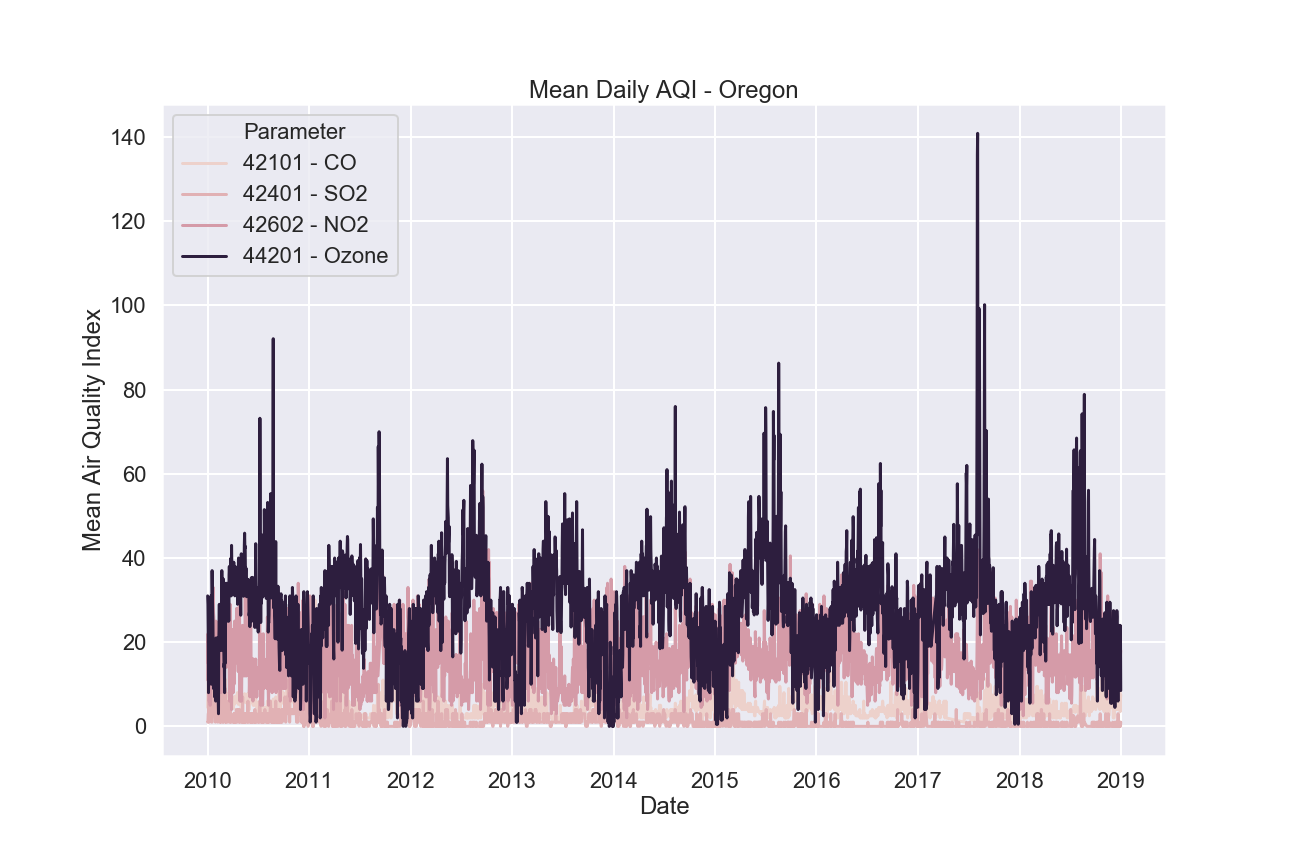 Mean Daily AQI - Oregon
Parameter
42101 - CO
42401 - SO2
42602 - NO2
44201 - Ozone
Mean Air Quality Index
140
120
100
80
60
40
20
0
2010 2011 2012 2013 2014 2015 2016 2017 2018 2019
Date